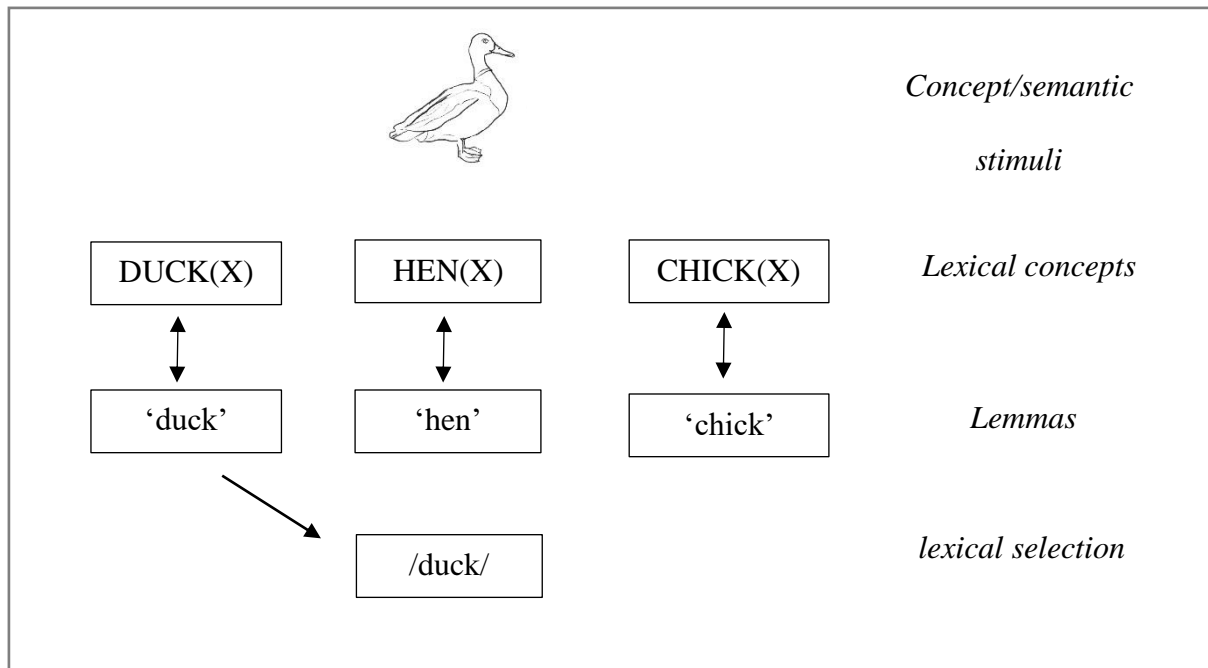 Concept/semantic
stimuli
DUCK(X) HEN(X) CHICK(X) Lexical concepts
‘duck’ ‘hen’ ‘chick’ Lemmas
/duck/ lexical selection